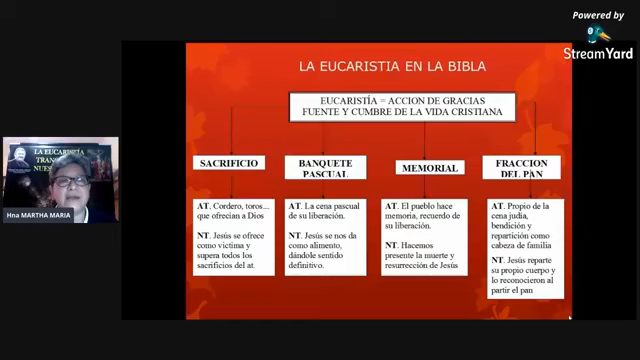 Powered by
StreamYard
LA EUCARISTIA EN LA BIBLA
EUCARISTÍA = ACCION DE GRACIAS
FUENTE Y CUMBRE DE LA VIDA CRISTIANA
SACRIFICIO
BANQUETE
PASCUAL
MEMORIAL
FRACCION
DEL PAN
AT. Cordero, toros...
que ofrecian a Dios
NT. Jesús se ofrece
como victima y
supera todos los
sacrificios del at.
AT. La cena pascual
de su liberación.
NT. Jesús se nos da
como alimento,
dándole sentido
definitivo.
AT. El pueblo hace
memoria, recuerdo de
su liberación.
NT. Hacemos
presente la muerte y
resurrección de Jesús
AT. Propio de la
cena judia,
bendición y
repartición como
cabeza de familia
NT. Jesús reparte
su propio cuerpo y
lo reconocieron al
partir el pan
LA EUCARISTÍA
TRANS
NUES
Hna MARTHA MARIA